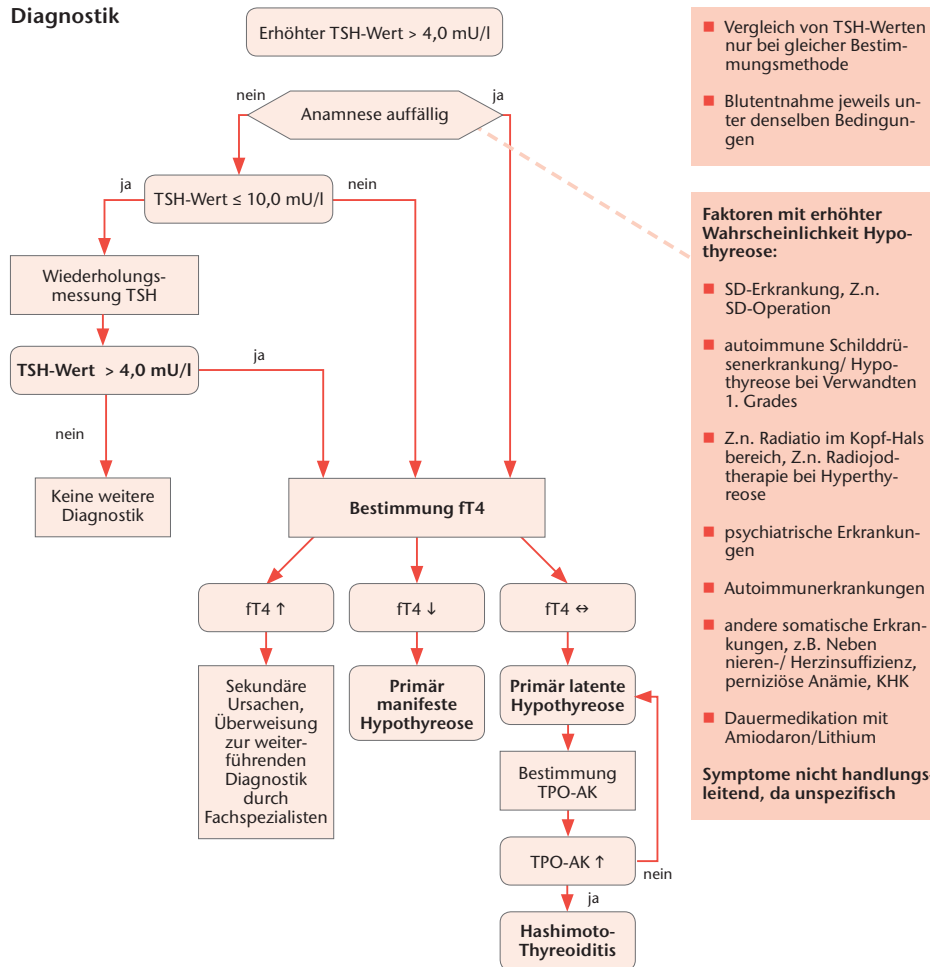 Diagnostik
Erhöhter TSH-Wert > 4,0 mU/l
nein
ja
Anamnese auffällig
ja
nein
TSH-Wert ≤ 10,0 mU/l
Wiederholungs-
messung TSH
TSH-Wert > 4,0 mU/l
ja
nein
Keine weitere
Diagnostik
Bestimmung fT4
fT4 ↑
fT4 ↓
fT4 ↔
Sekundäre
Ursachen,
Überweisung
zur weiter-
führenden
Diagnostik
durch
Fachspezialisten
Primär
manifeste
Hypothyreose
Primär latente
Hypothyreose
Bestimmung
TPO-AK
TPO-AK ↑
nein
ja
Hashimoto-
Thyreoiditis
■ Vergleich von TSH-Werten
nur bei gleicher Bestim-
mungsmethode
■ Blutentnahme jeweils un-
ter denselben Bedingun-
gen
Faktoren mit erhöhter
Wahrscheinlichkeit Hypo-
thyreose:
■ SD-Erkrankung, Z.n.
SD-Operation
■ autoimmune Schilddrü-
senerkrankung/ Hypo-
thyreose bei Verwandten
1. Grades
■ Z.n. Radiatio im Kopf-Hals
bereich, Z.n. Radiojod-
therapie bei Hyperthy-
reose
■ psychiatrische Erkrankun-
gen
■ Autoimmunerkrankungen
■ andere somatische Erkran-
kungen, z.B. Neben
nieren-/ Herzinsuffizienz,
perniziöse Anämie, KHK
■ Dauermedikation mit
Amiodaron/Lithium
Symptome nicht handlungs-
leitend, da unspezifisch